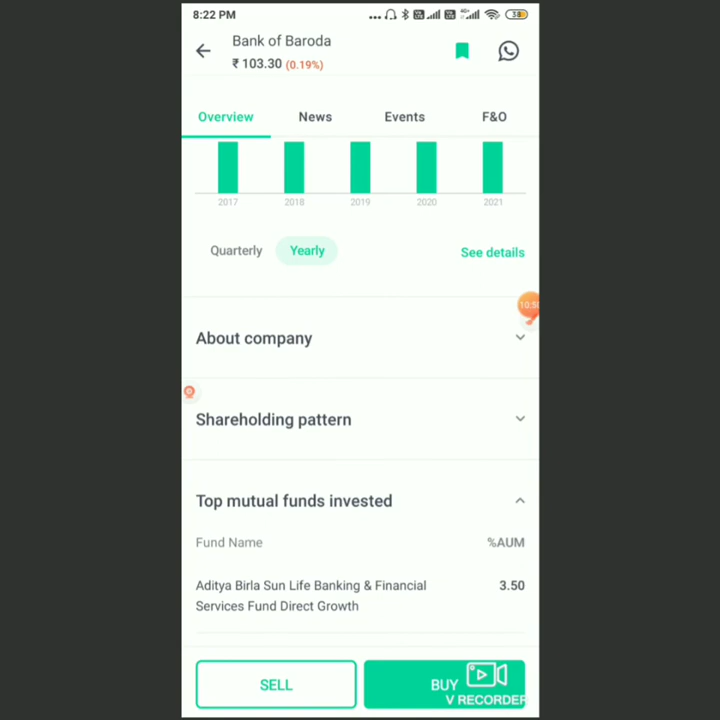 8:22 PM
38
Bank of Baroda
₹ 103.30 (0.19%)
Overview News Events F&O
2017 2018 2019 2020 2021
Quarterly Yearly See details
About company
Shareholding pattern
Top mutual funds invested
Fund Name %AUM
Aditya Birla Sun Life Banking & Financial 3.50
Services Fund Direct Growth
SELL BUY
V RECORDER